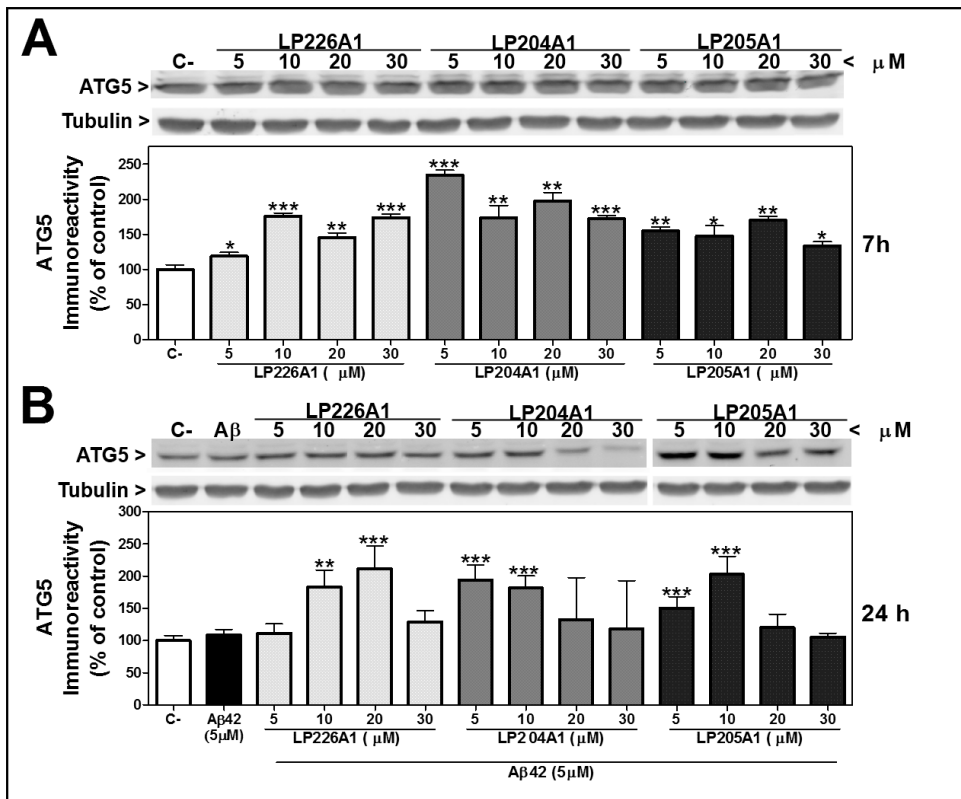 A
LP226A1 LP204A1 LP205A1
C- 5 10 20 30 5 10 20 30 5 10 20 30 < μM
ATG5 >
Tubulin >
ATG5
Immunoreactivity
(% of control)
250
200
150
100
50
0
* *** ** *** *** ** ** *** ** * ** *
7h
C- 5 10 20 30 5 10 20 30 5 10 20 30
LP226A1 ( μM) LP204A1 (μM) LP205A1 ( μM)
B
LP226A1 LP204A1 LP205A1
C- Aβ 5 10 20 30 5 10 20 30 5 10 20 30 < μM
ATG5 >
Tubulin >
ATG5
Immunoreactivity
(% of control)
300
250
200
150
100
50
0
** *** *** *** *** ***
24 h
C- Aβ42 5 10 20 30 5 10 20 30 5 10 20 30
(5μM) LP226A1 ( μM) LP204A1 ( μM) LP205A1 ( μM)
Aβ42 (5μM)